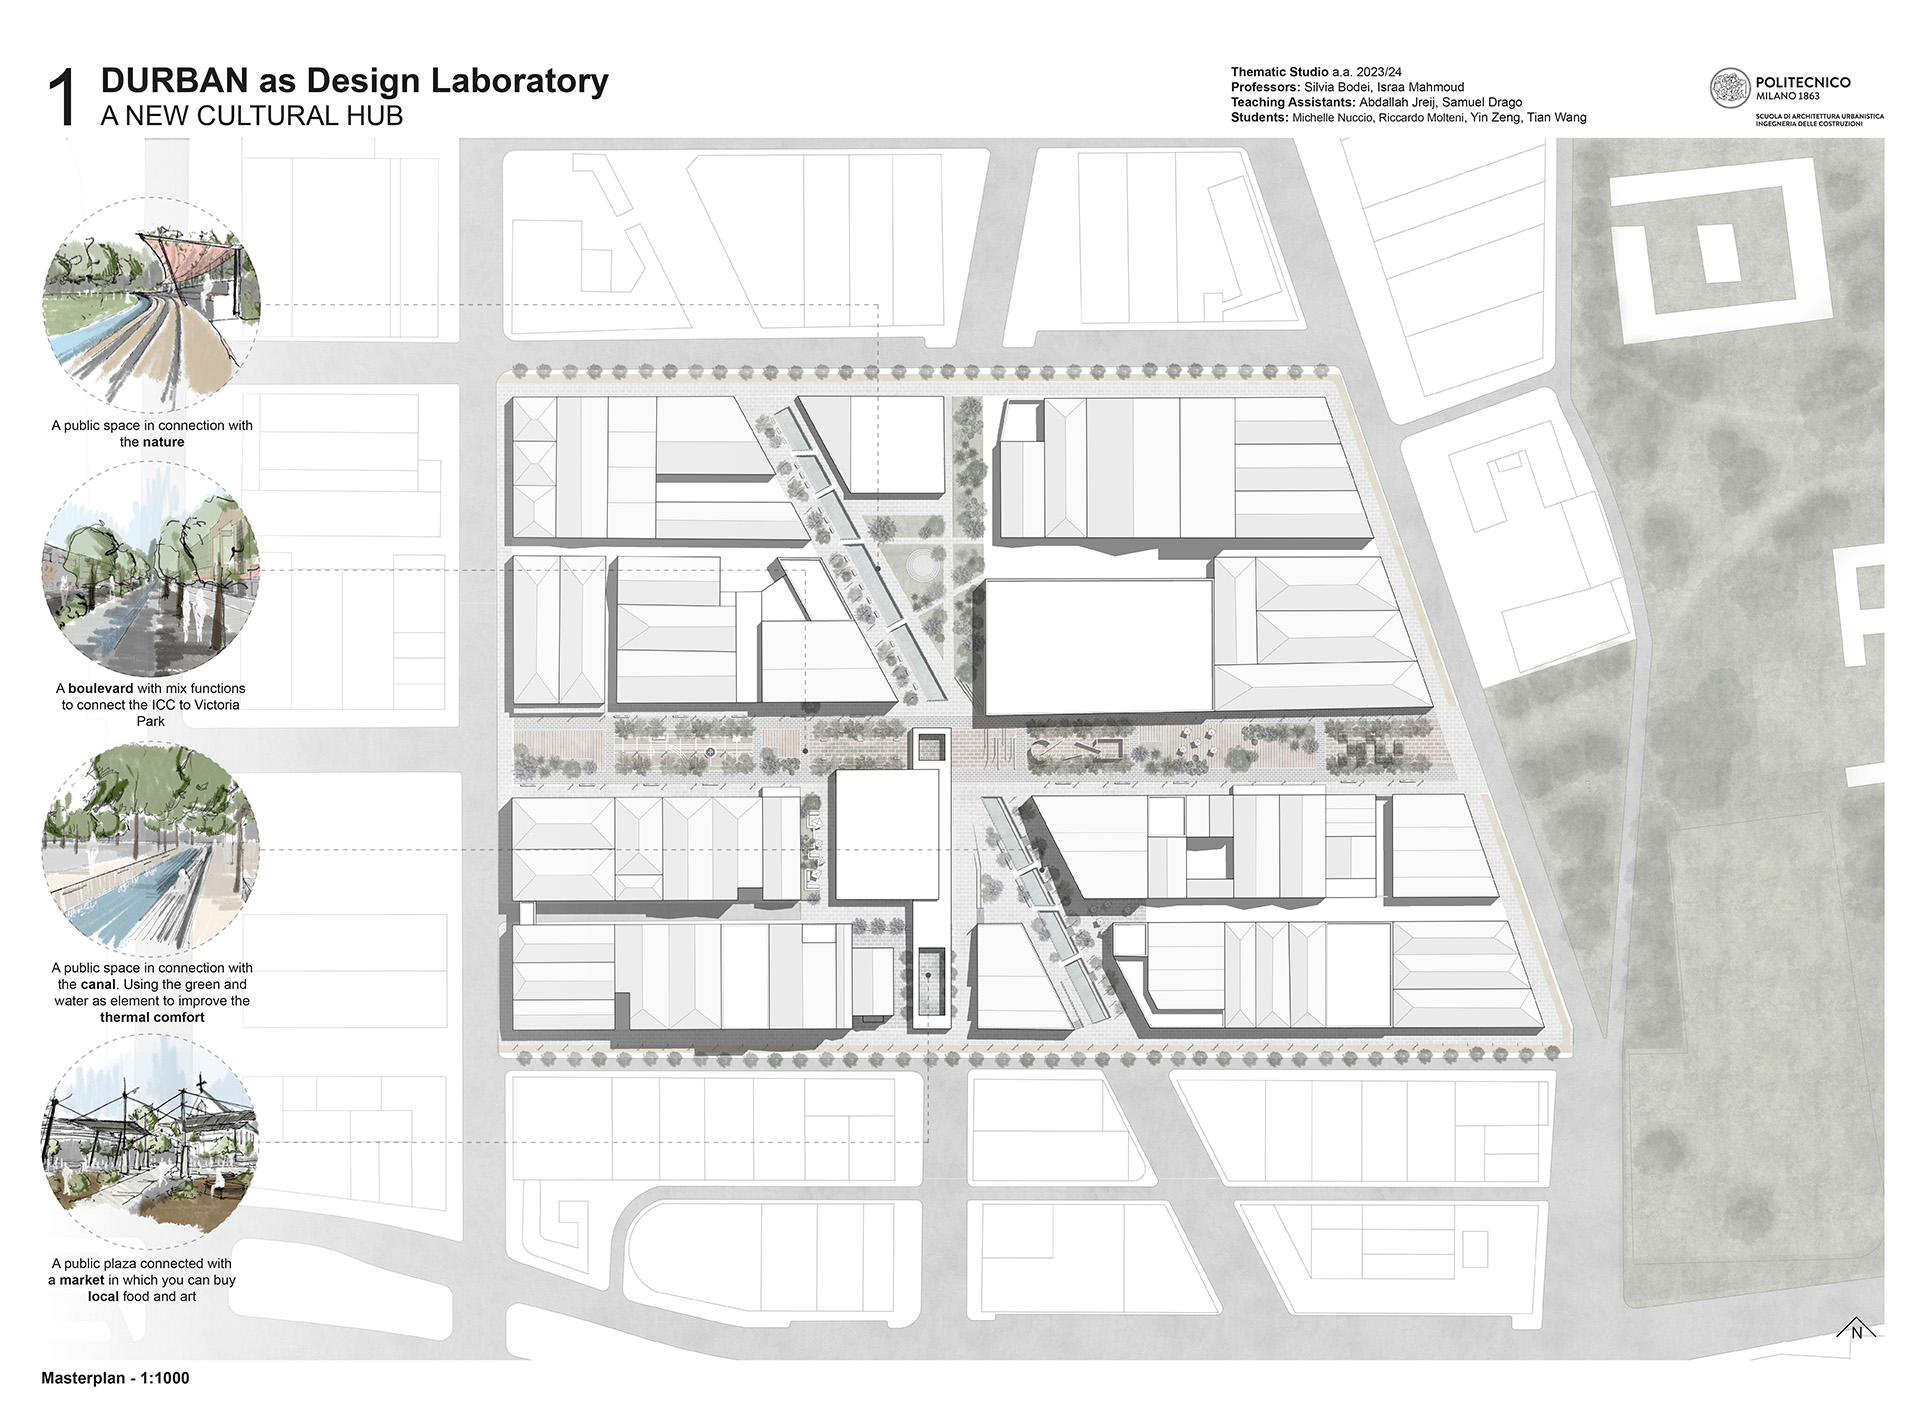 1
DURBAN as Design Laboratory
A NEW CULTURAL HUB
Thematic Studio a.a. 2023/24
Professors: Silvia Bodei, Israa Mahmoud
Teaching Assistants: Abdallah Jreij, Samuel Drago
Students: Michelle Nuccio, Riccardo Molteni, Yin Zeng, Tian Wang
POLITECNICO
MILANO 1863
SCUOLA DI ARCHITETTURA URBANISTICA
INGEGNERIA DELLE COSTRUZIONI
A public space in connection with
the nature
A boulevard with mix functions
to connect the ICC to Victoria
Park
A public space in connection with
the canal. Using the green and
water as element to improve the
thermal comfort
A public plaza connected with
a market in which you can buy
local food and art
N
Masterplan - 1:1000